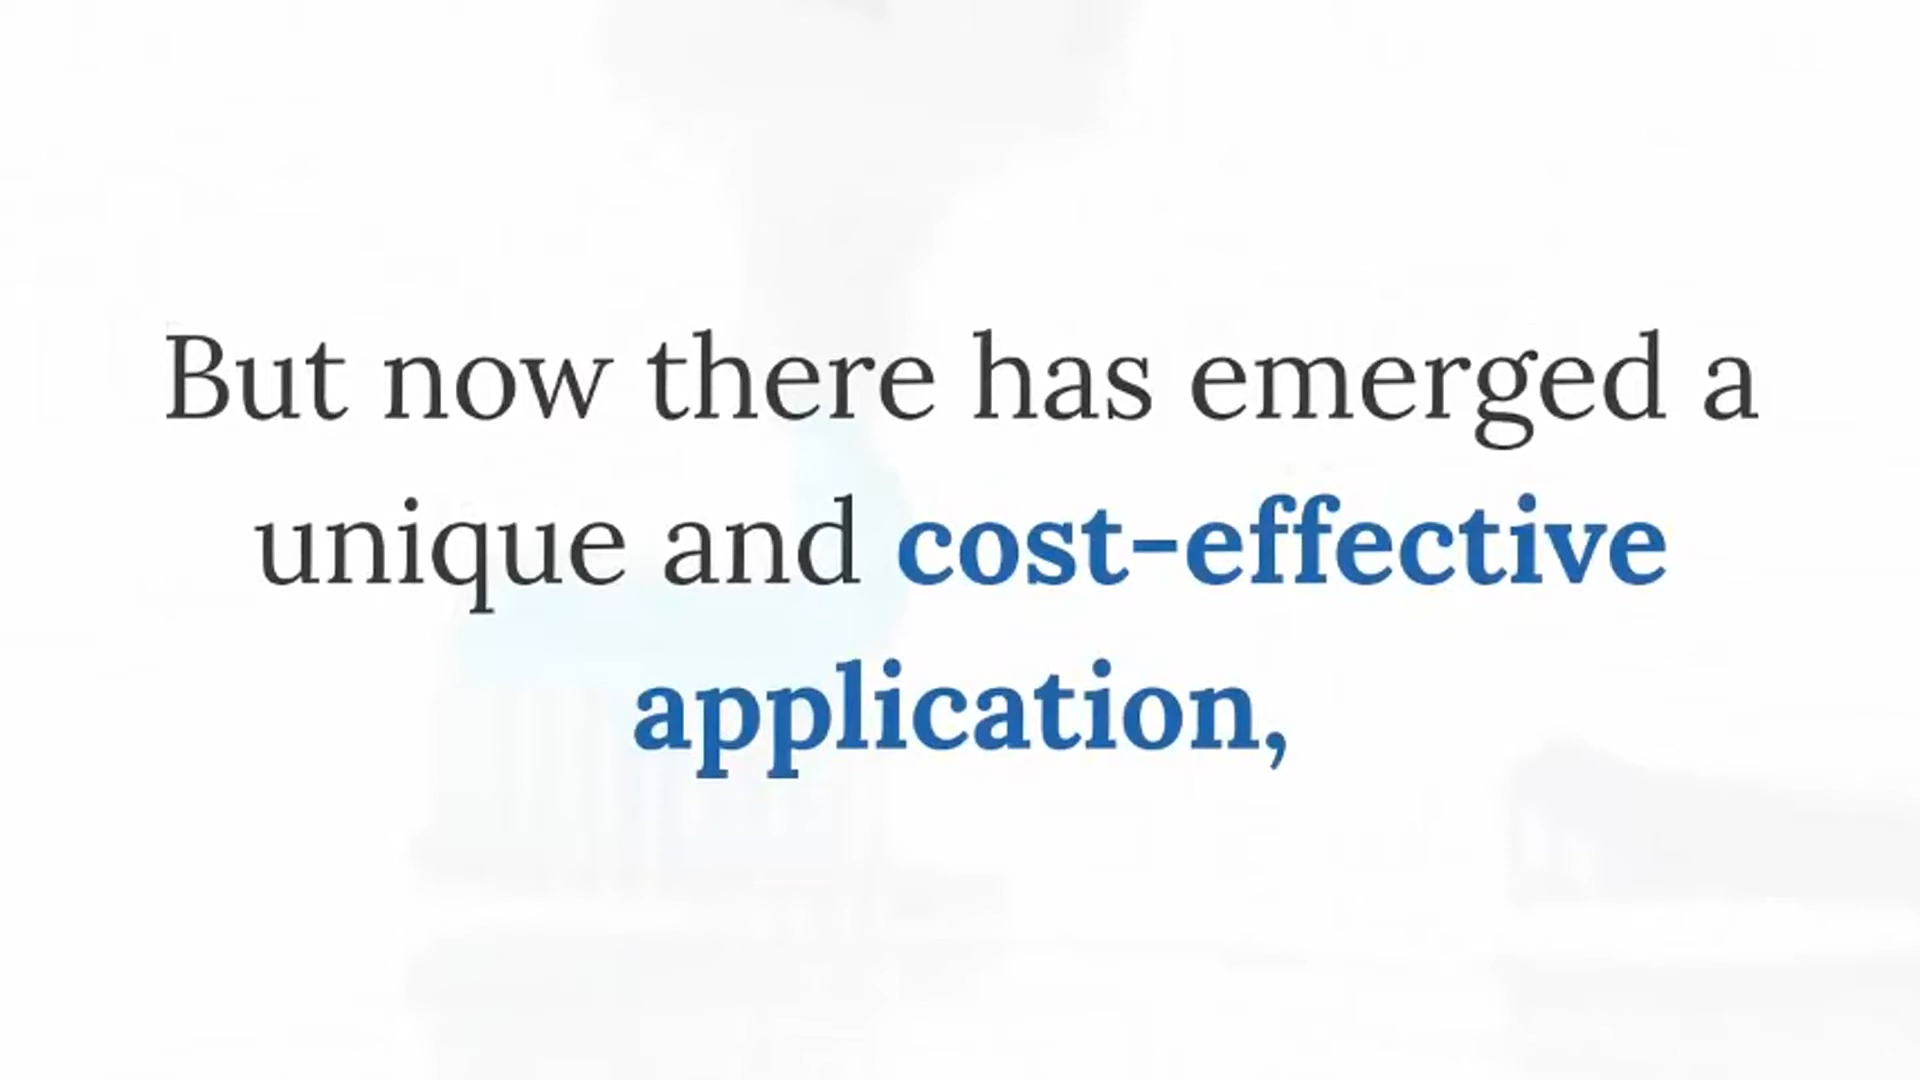 But now there has emerged a
unique and cost-effective
application,